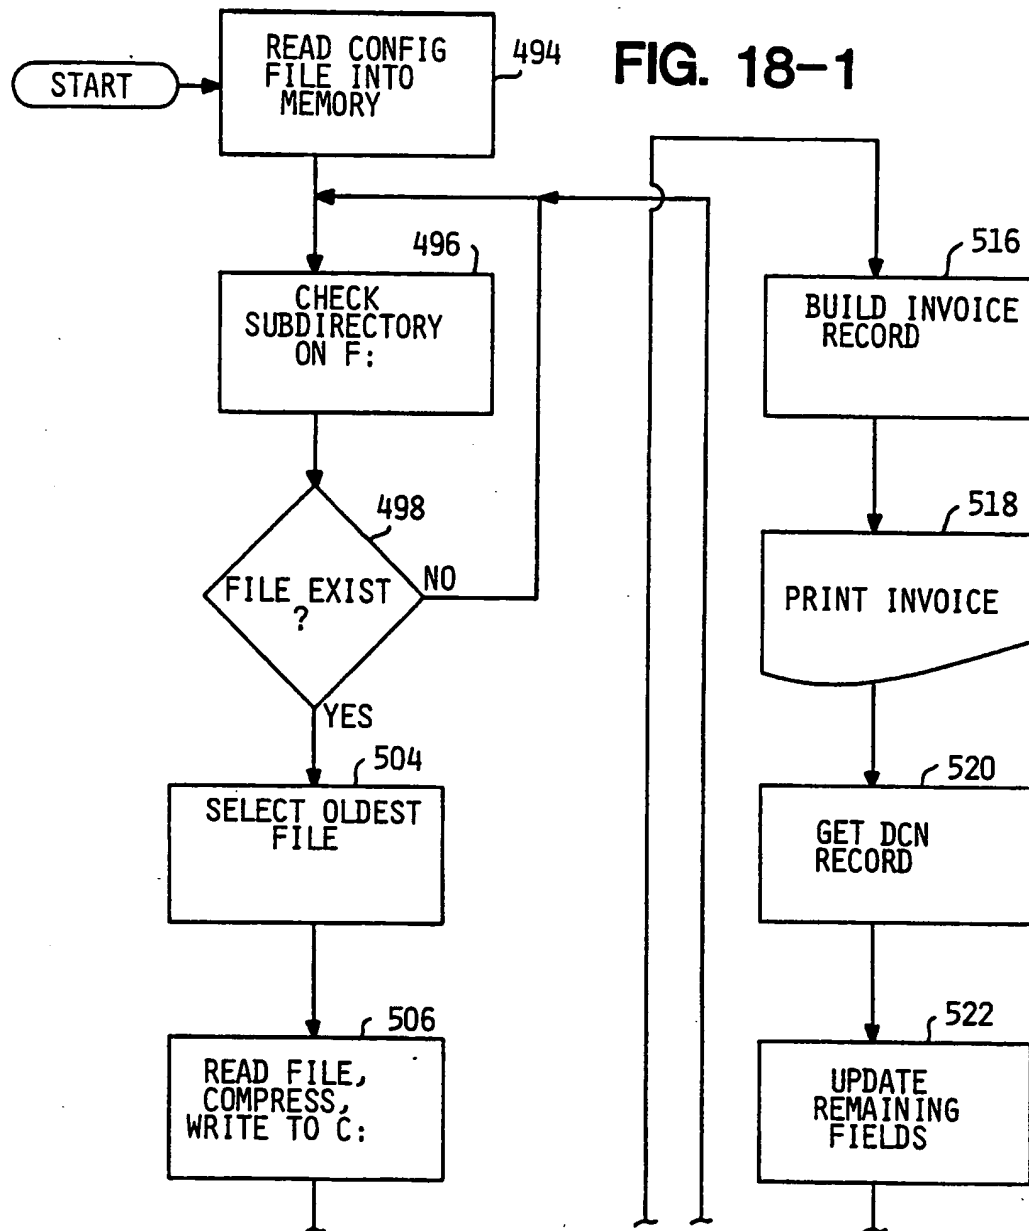 FIG. 18-1
START
READ CONFIG
FILE INTO
MEMORY
494
496
CHECK
SUBDIRECTORY
ON F:
498
FILE EXIST
?
NO
YES
504
SELECT OLDEST
FILE
506
READ FILE,
COMPRESS,
WRITE TO C:
516
BUILD INVOICE
RECORD
518
PRINT INVOICE
520
GET DCN
RECORD
522
UPDATE
REMAINING
FIELDS